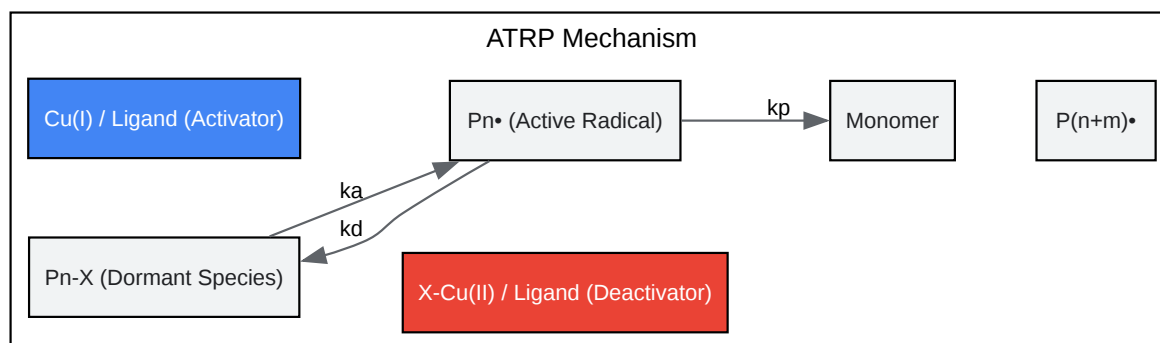 ATRP Mechanism
Cu(I) / Ligand (Activator)
Pn• (Active Radical)
kp
Monomer
P(n+m)•
ka
kd
Pn-X (Dormant Species)
X-Cu(II) / Ligand (Deactivator)